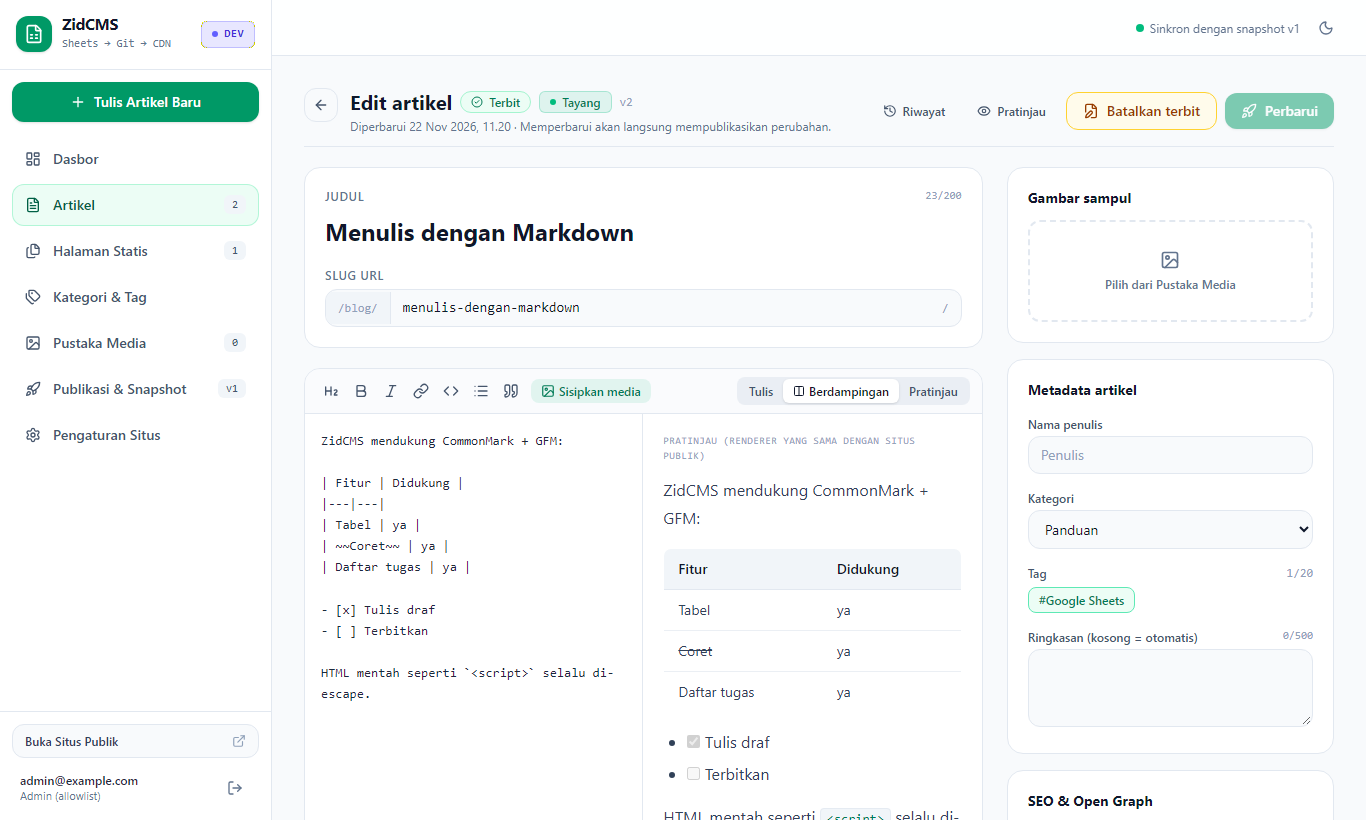 ZidCMS
Sheets → Git → CDN
DEV
+ Tulis Artikel Baru
Dasbor
Artikel 2
Halaman Statis 1
Kategori & Tag
Pustaka Media 0
Publikasi & Snapshot v1
Pengaturan Situs
Buka Situs Publik
admin@example.com
Admin (allowlist)
Sinkron dengan snapshot v1
Edit artikel Terbit Tayang v2
Diperbarui 22 Nov 2026, 11.20 · Memperbarui akan langsung mempublikasikan perubahan.
Riwayat Pratinjau Batalkan terbit Perbarui
JUDUL 23/200
Menulis dengan Markdown
SLUG URL
/blog/ menulis-dengan-markdown /
H2 B I Sisipkan media Tulis Berdampingan Pratinjau
ZidCMS mendukung CommonMark + GFM:
| Fitur | Didukung |
|---|---|
| Tabel | ya |
| ~~Coret~~ | ya |
| Daftar tugas | ya |
- [x] Tulis draf
- [ ] Terbitkan
HTML mentah seperti `<script>` selalu di-
escape.
PRATINJAU (RENDERER YANG SAMA DENGAN SITUS
PUBLIK)
ZidCMS mendukung CommonMark +
GFM:
Fitur Didukung
Tabel ya
Coret ya
Daftar tugas ya
Tulis draf
Terbitkan
HTML mentah seperti <script> selalu di-
Gambar sampul
Pilih dari Pustaka Media
Metadata artikel
Nama penulis
Penulis
Kategori
Panduan
Tag 1/20
#Google Sheets
Ringkasan (kosong = otomatis) 0/500
SEO & Open Graph